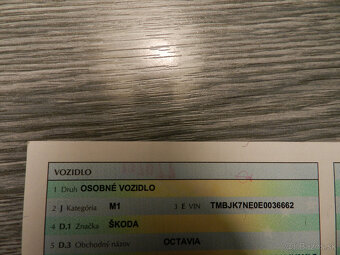 VOZIDLO
1 Druh OSOBNÉ VOZIDLO
2 J Kategória M1 3 E VIN TMBJK7NE0E0036662
4 D.1 Značka ŠKODA
5 D.3 Obchodný názov OCTAVIA